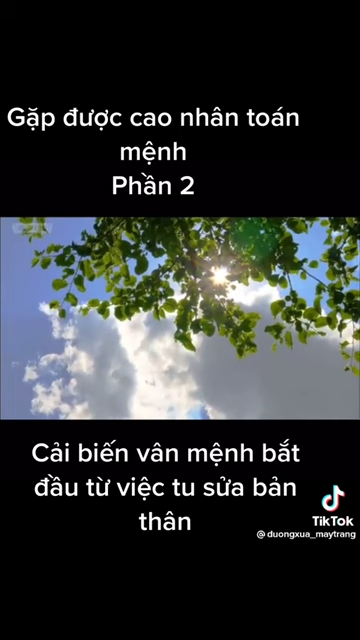 Gặp được cao nhân toán
mệnh
Phần 2
Cải biến vân mệnh bắt
đầu từ việc tu sửa bản
thân
TikTok
@duongxua_maytrang